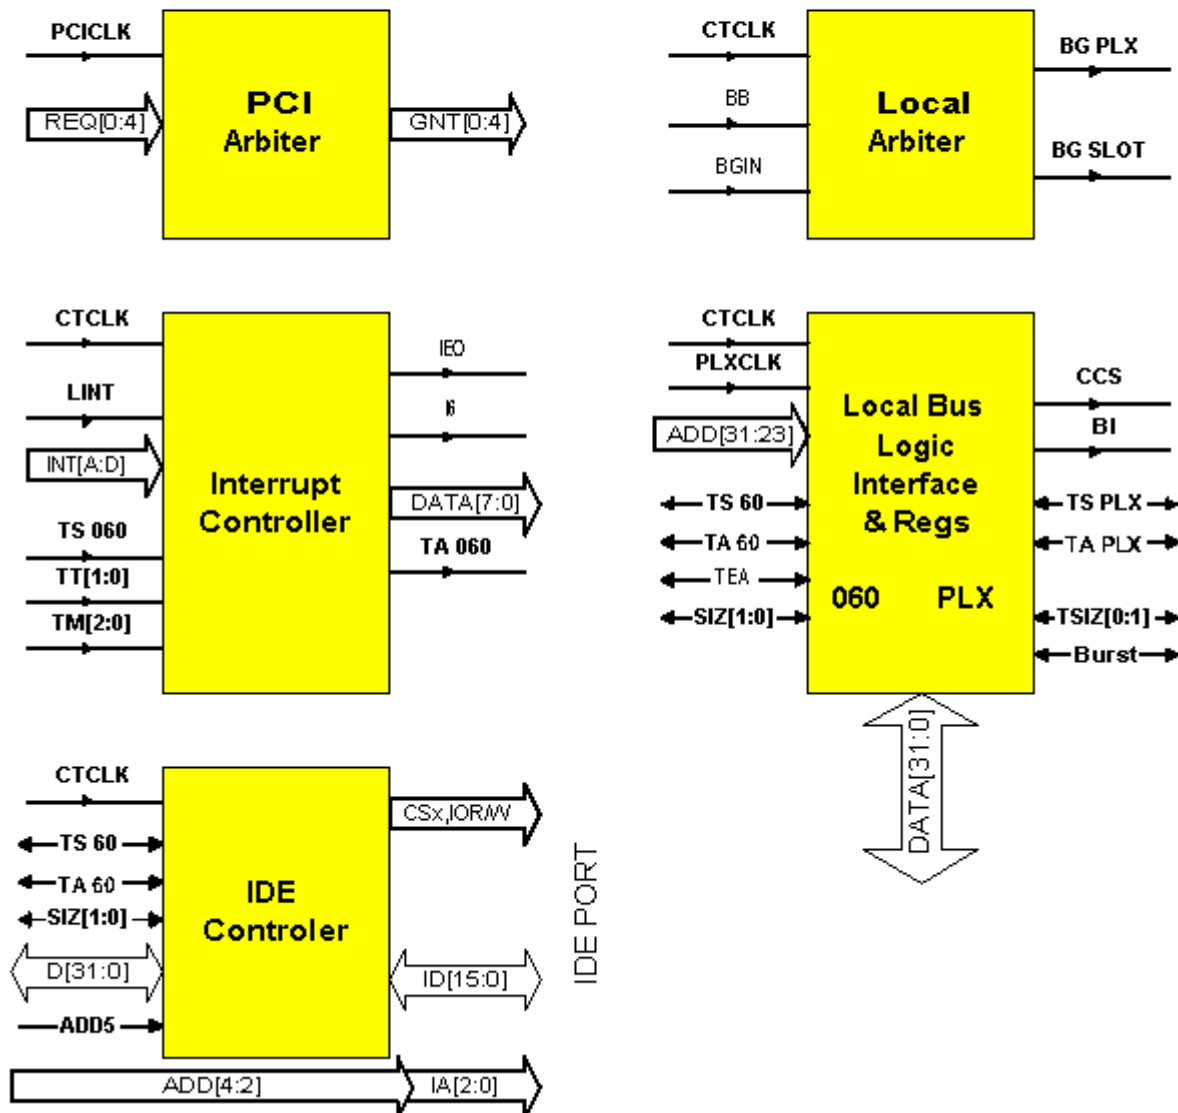 PCICLK
REQ[0:4]
PCI
Arbiter
GNT[0:4]
CTCLK
BB
BGIN
Local
Arbiter
BG PLX
BG SLOT
CTCLK
LINT
INT[A:D]
TS 060
TT[1:0]
TM[2:0]
Interrupt
Controller
IEO
DATA[7:0]
TA 060
CTCLK
PLXCLK
ADD[31:23]
TS 60
TA 60
TEA
SIZ[1:0]
Local Bus
Logic
Interface
& Regs
060 PLX
CCS
BI
TS PLX
TA PLX
TSIZ[0:1]
Burst
DATA[31:0]
CTCLK
TS 60
TA 60
SIZ[1:0]
D[31:0]
ADD5
IDE
Controler
CSx,IOR/W
ID[15:0]
IDE PORT
ADD[4:2]
IA[2:0]